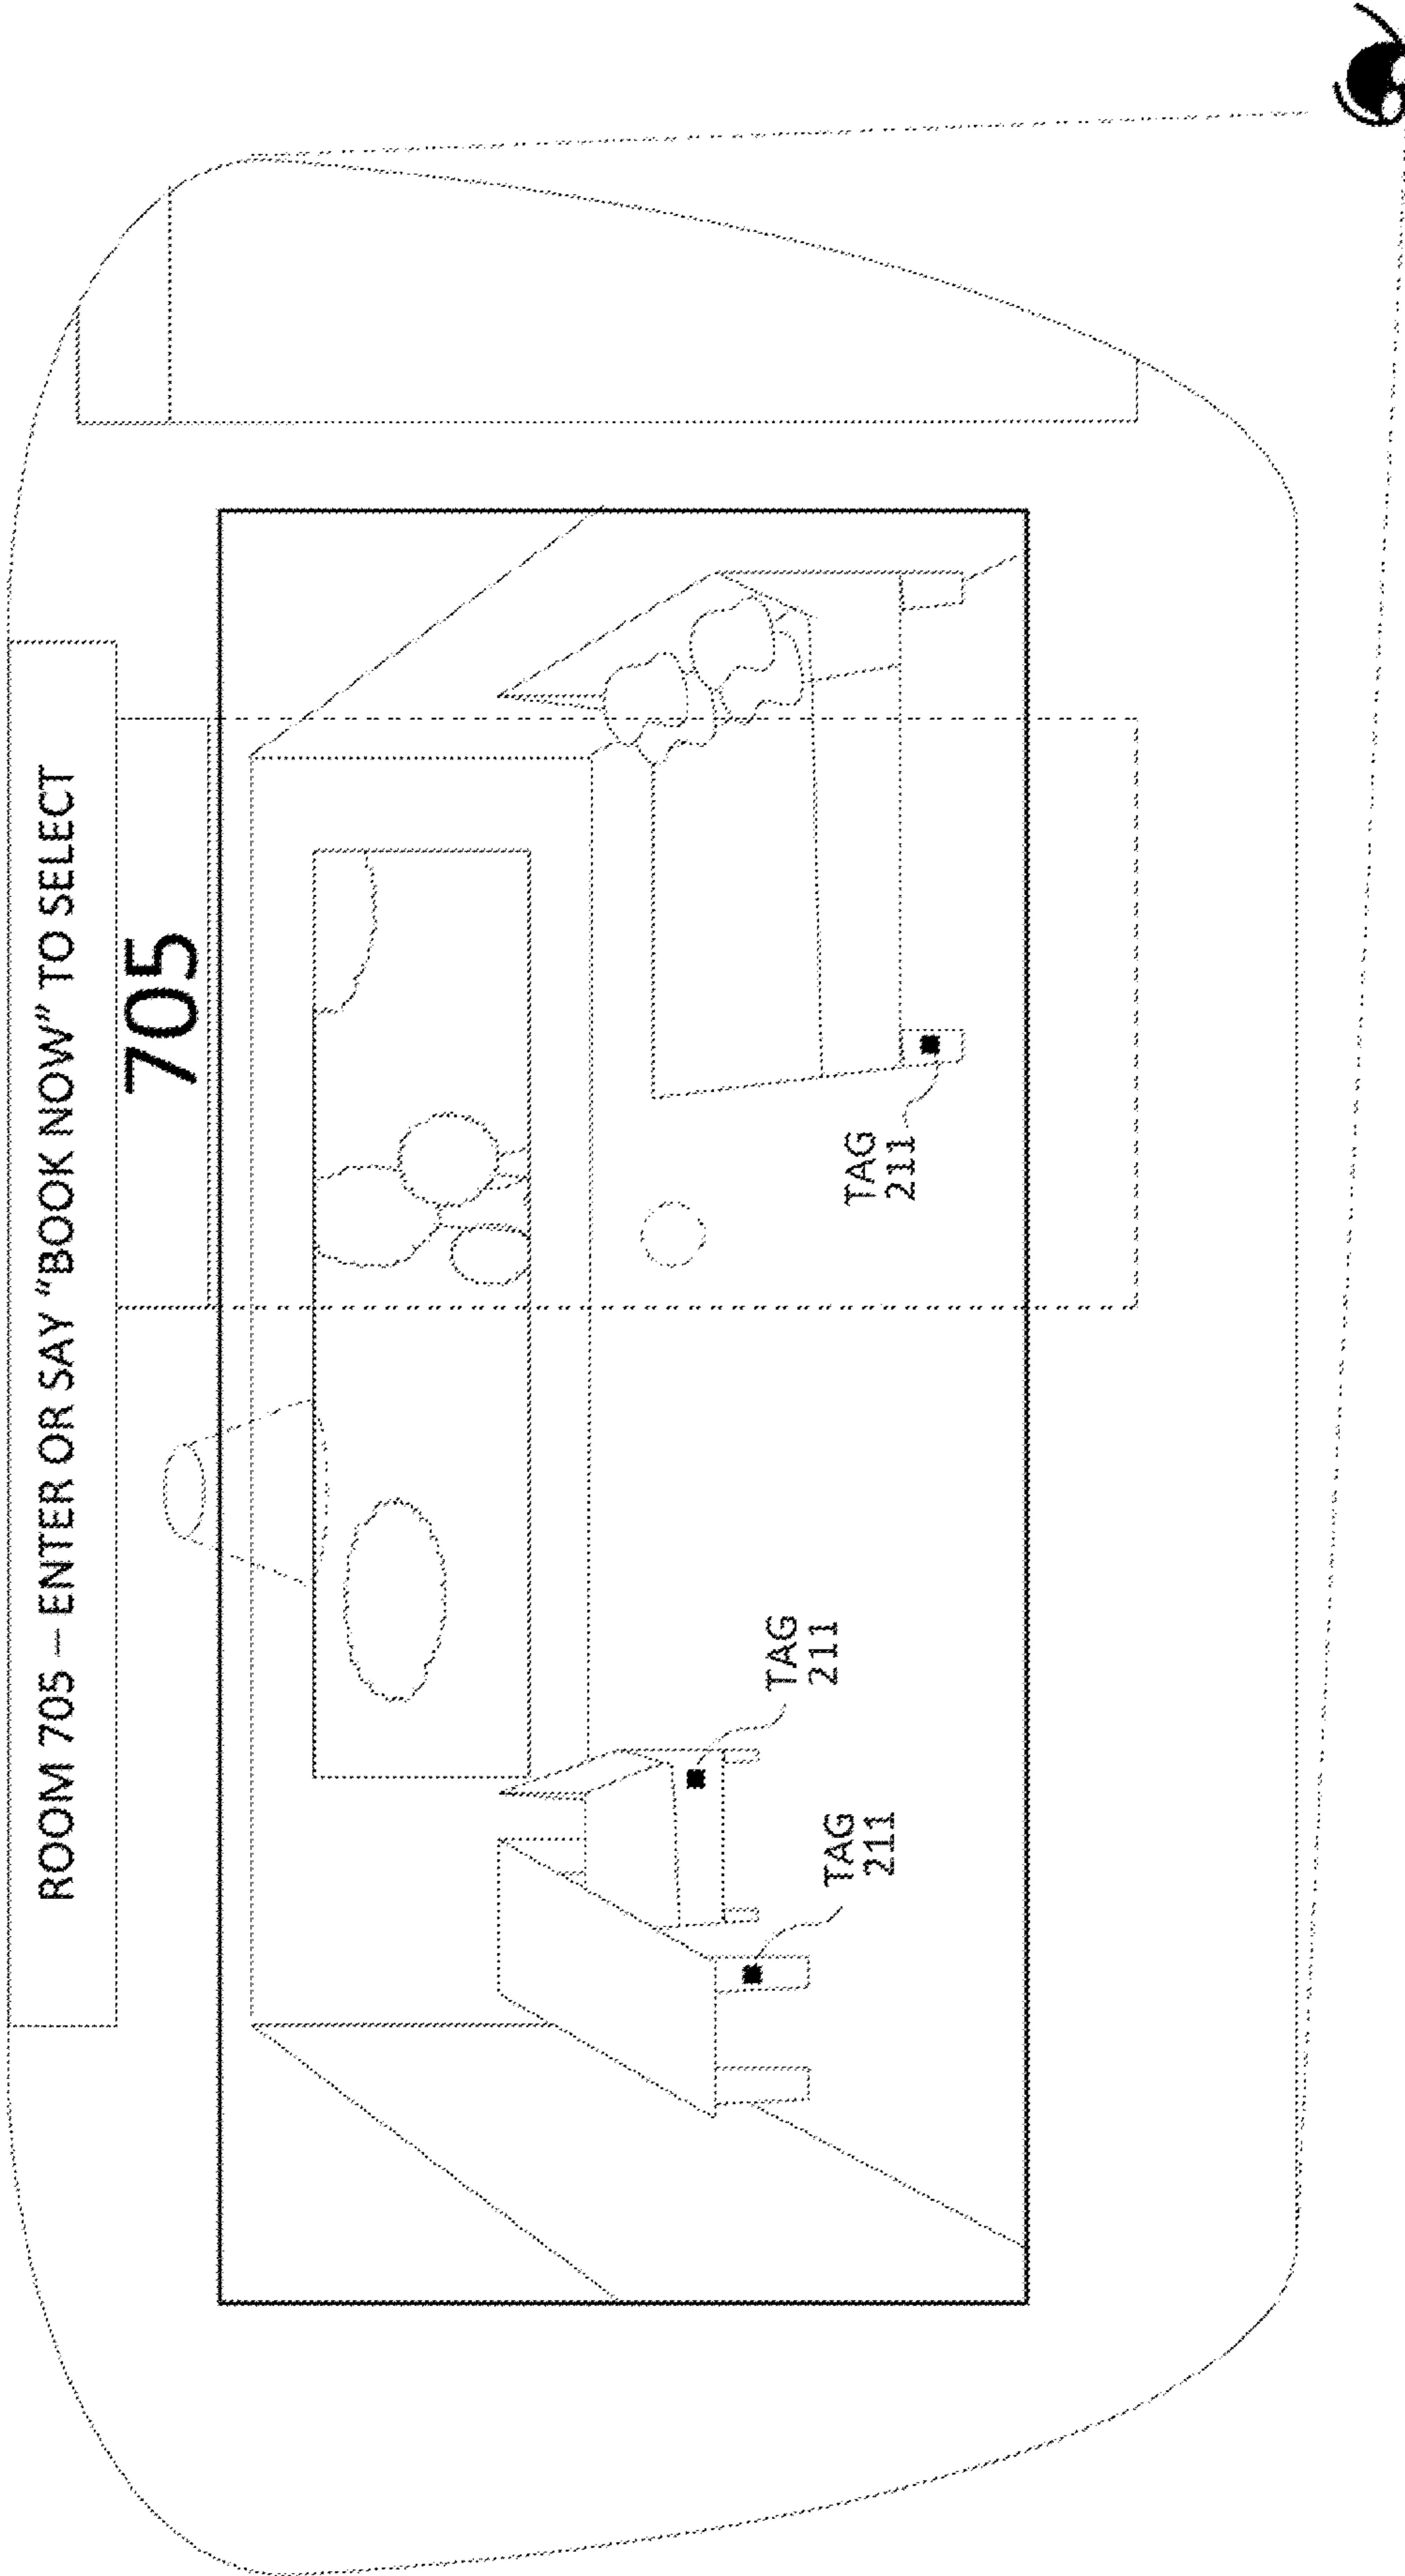 ROOM 705 – ENTER OR SAY “BOOK NOW” TO SELECT
705
TAG
211
TAG
211
TAG
211